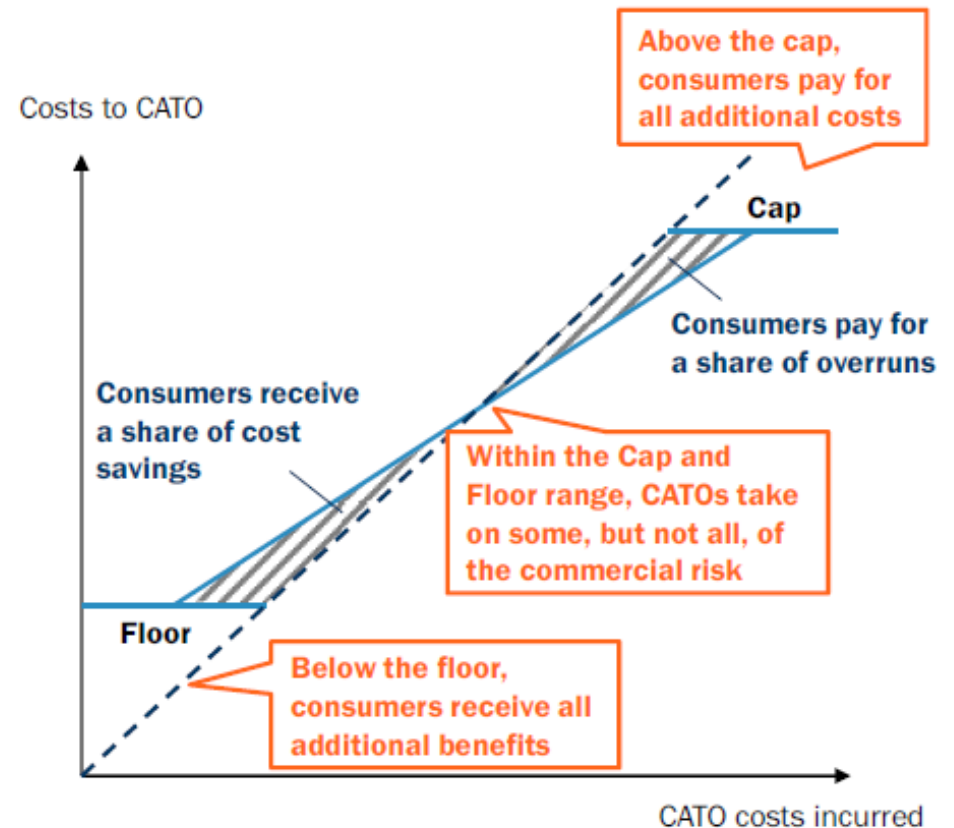 Above the cap,
consumers pay for
all additional costs
Costs to CATO
Cap
Consumers pay for
a share of overruns
Consumers receive
a share of cost
savings
Within the Cap and
Floor range, CATOs take
on some, but not all, of
the commercial risk
Floor
Below the floor,
consumers receive all
additional benefits
CATO costs incurred